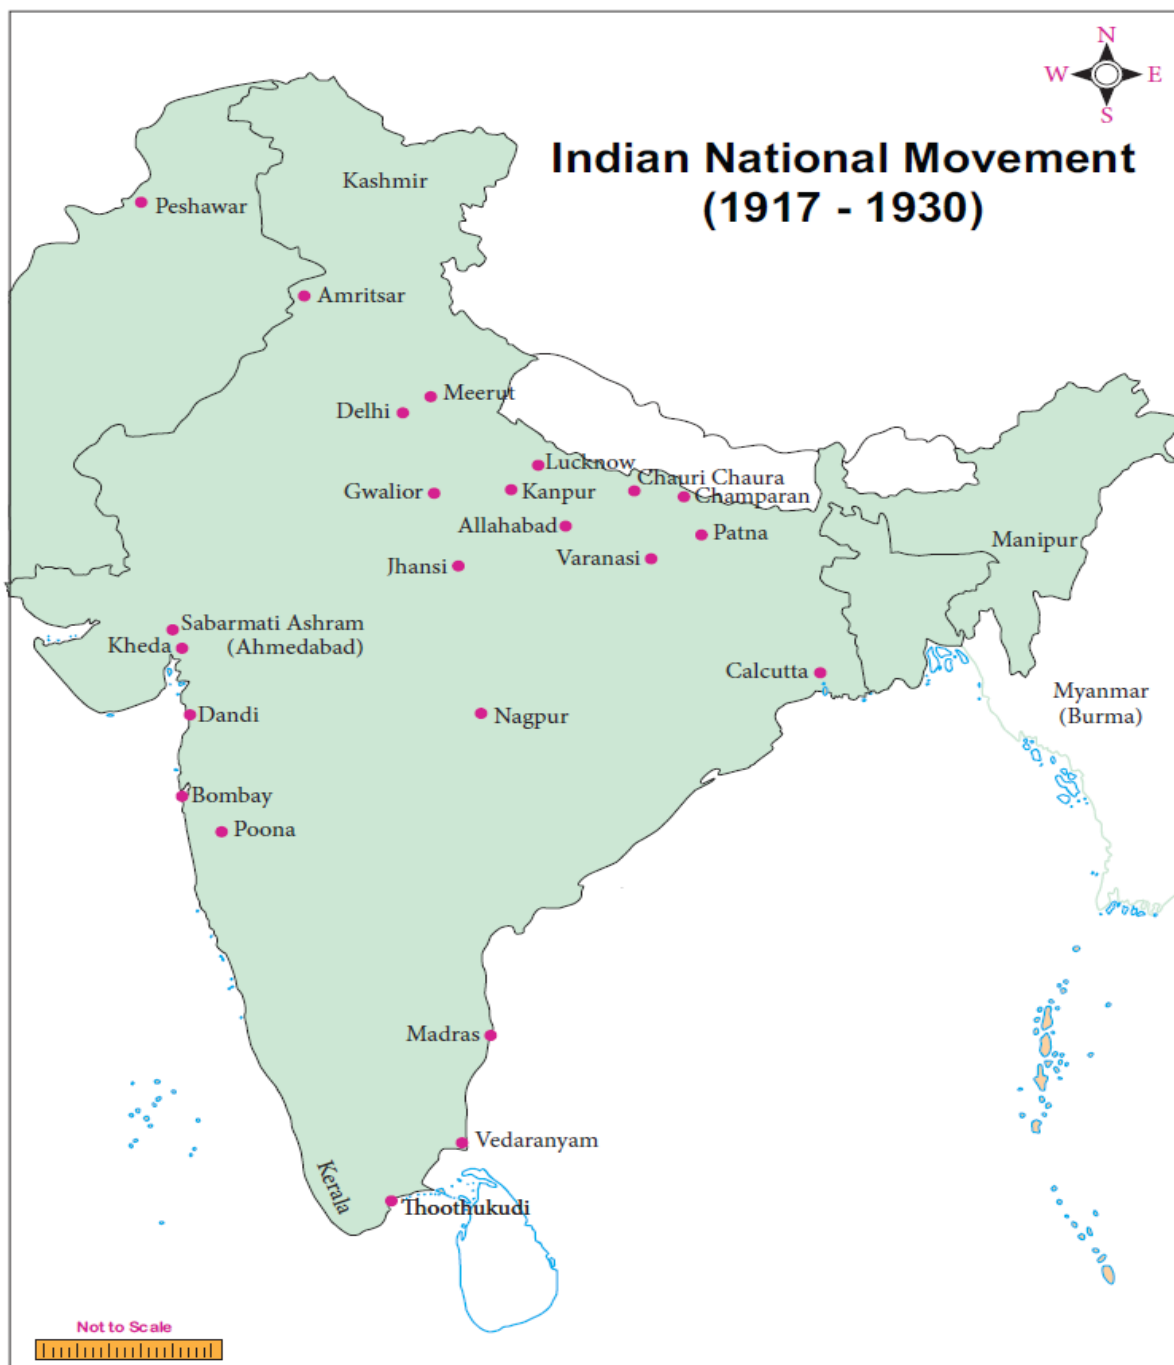 N
W E
S
Indian National Movement
(1917 - 1930)
Kashmir
Peshawar
Amritsar
Meerut
Delhi
Lucknow
Chauri Chaura
Gwalior
Kanpur
Champaran
Allahabad
Patna
Manipur
Varanasi
Jhansi
Sabarmati Ashram
(Ahmedabad)
Kheda
Calcutta
Myanmar
(Burma)
Dandi
Nagpur
Bombay
Poona
Madras
Vedaranyam
Kerala
Thoothukudi
Not to Scale